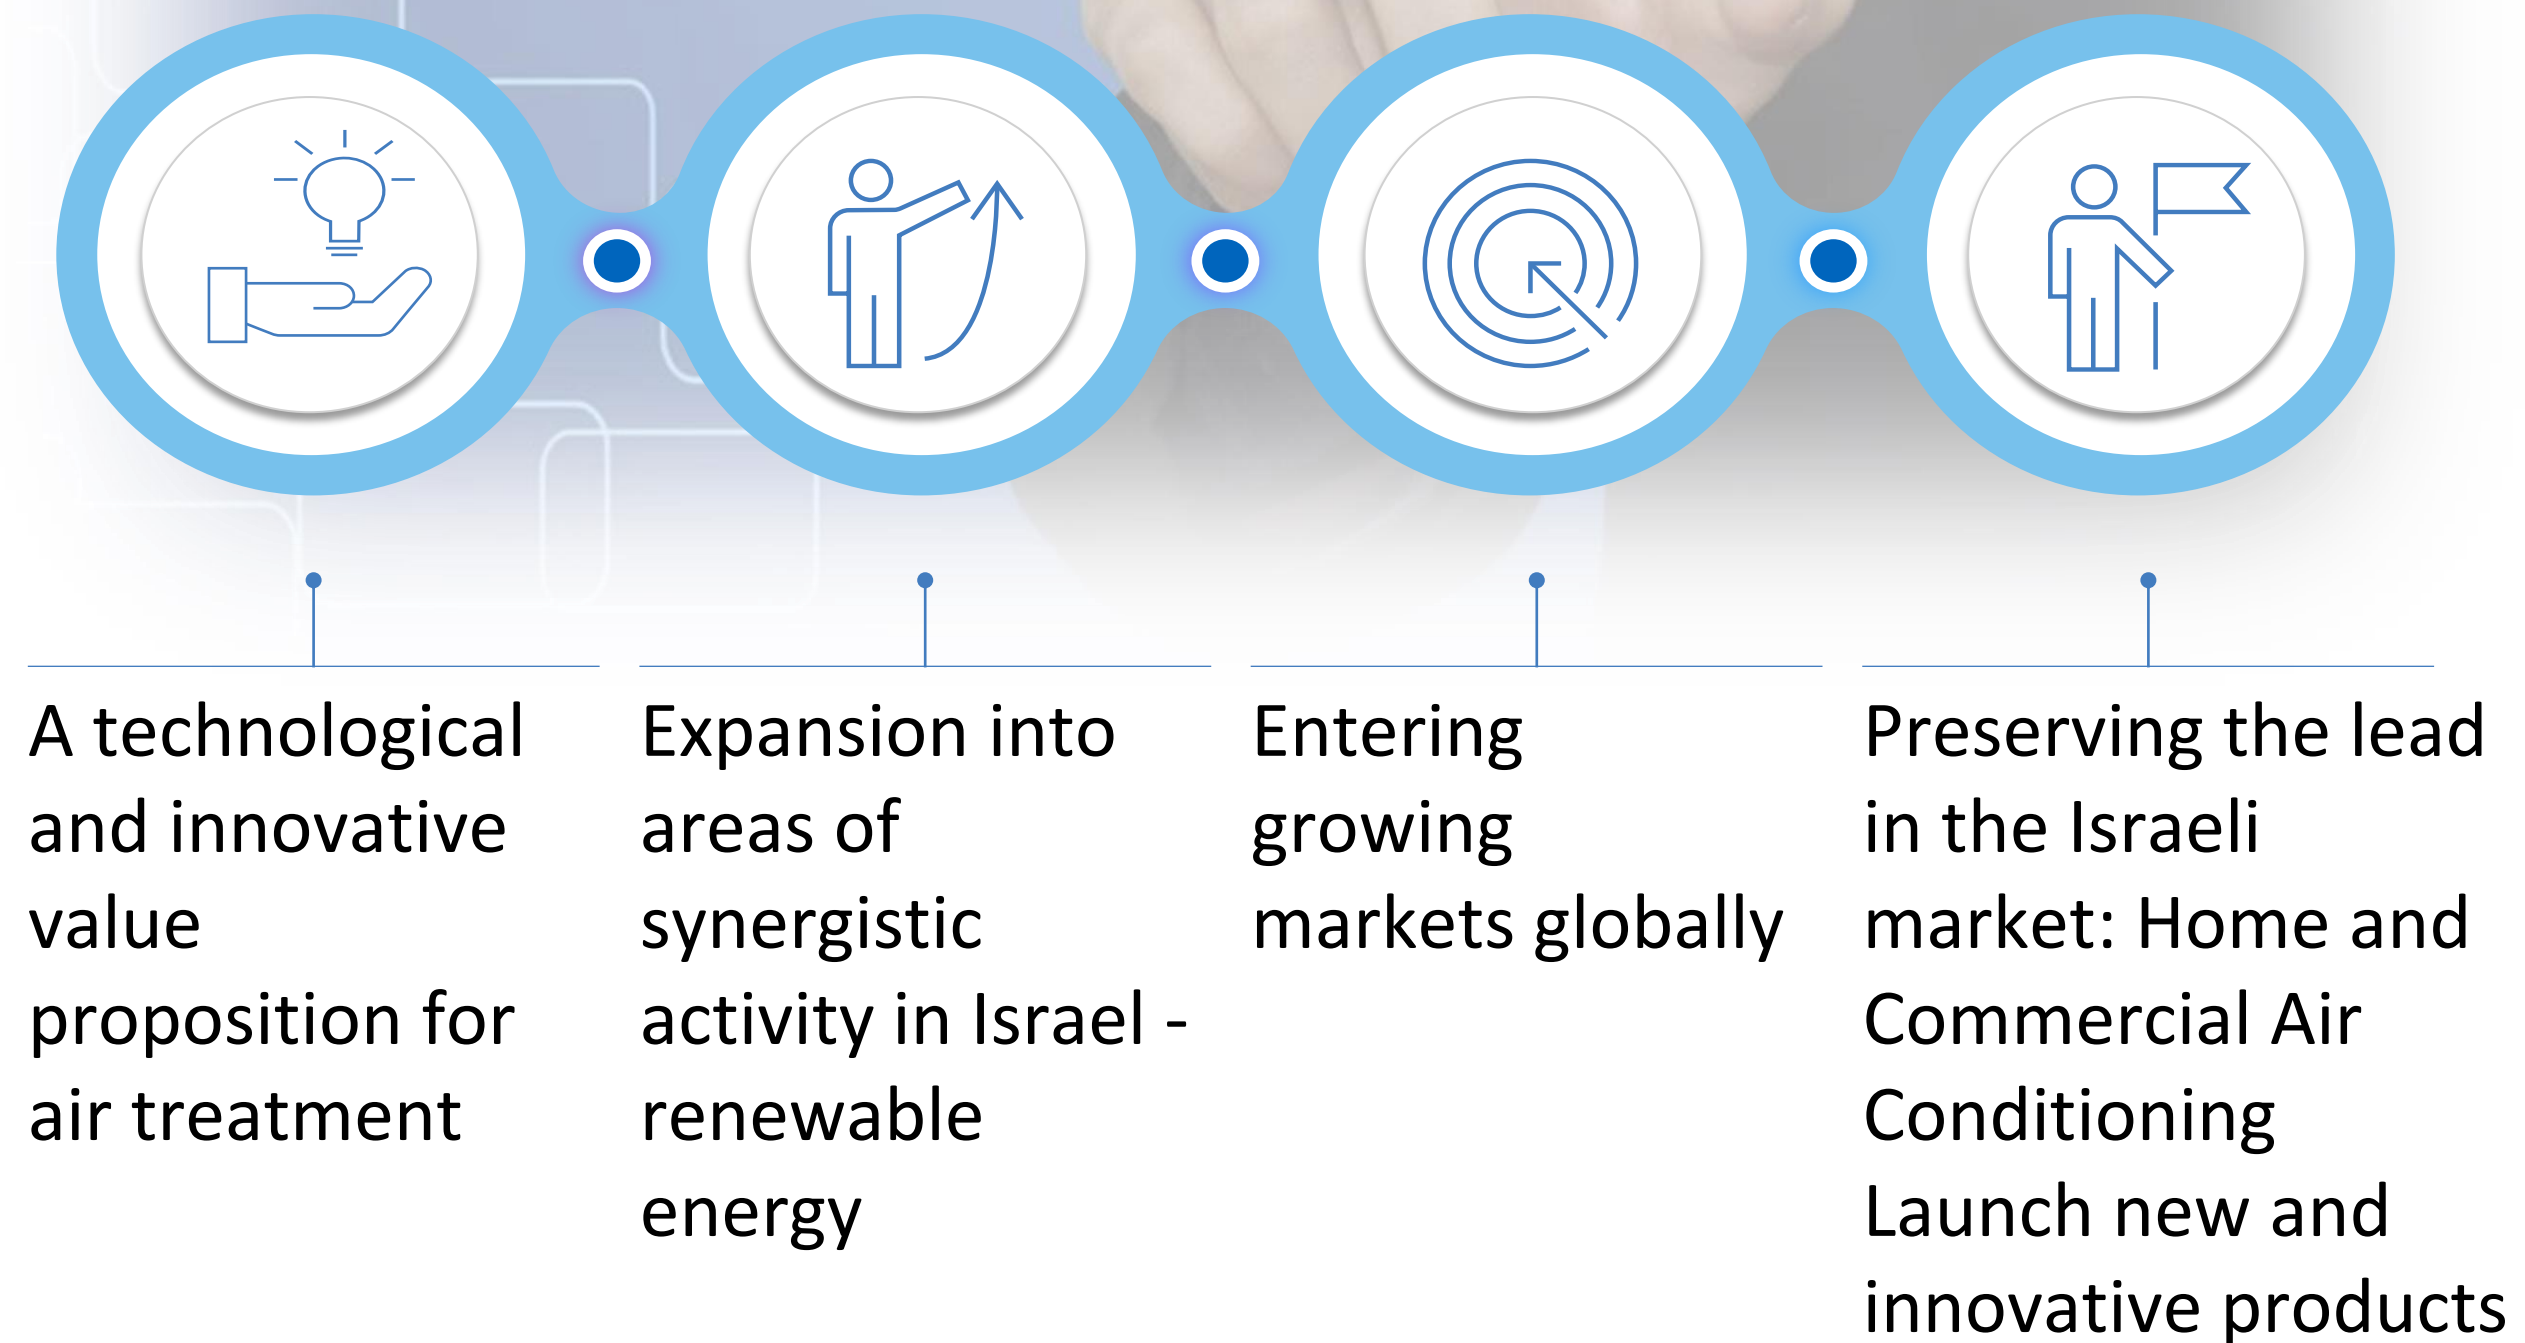 A technological
and innovative
value
proposition for
air treatment
Expansion into
areas of
synergistic
activity in Israel -
renewable
energy
Entering
growing
markets globally
Preserving the lead
in the Israeli
market: Home and
Commercial Air
Conditioning
Launch new and
innovative products